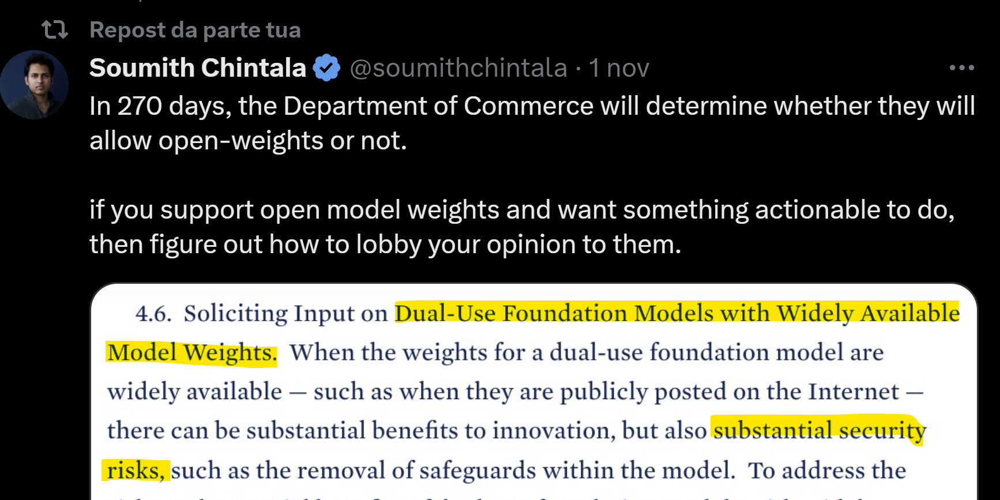 Repost da parte tua
Soumith Chintala @soumithchintala · 1 nov
In 270 days, the Department of Commerce will determine whether they will
allow open-weights or not.
if you support open model weights and want something actionable to do,
then figure out how to lobby your opinion to them.
4.6. Soliciting Input on Dual-Use Foundation Models with Widely Available
Model Weights. When the weights for a dual-use foundation model are
widely available — such as when they are publicly posted on the Internet —
there can be substantial benefits to innovation, but also substantial security
risks, such as the removal of safeguards within the model. To address the